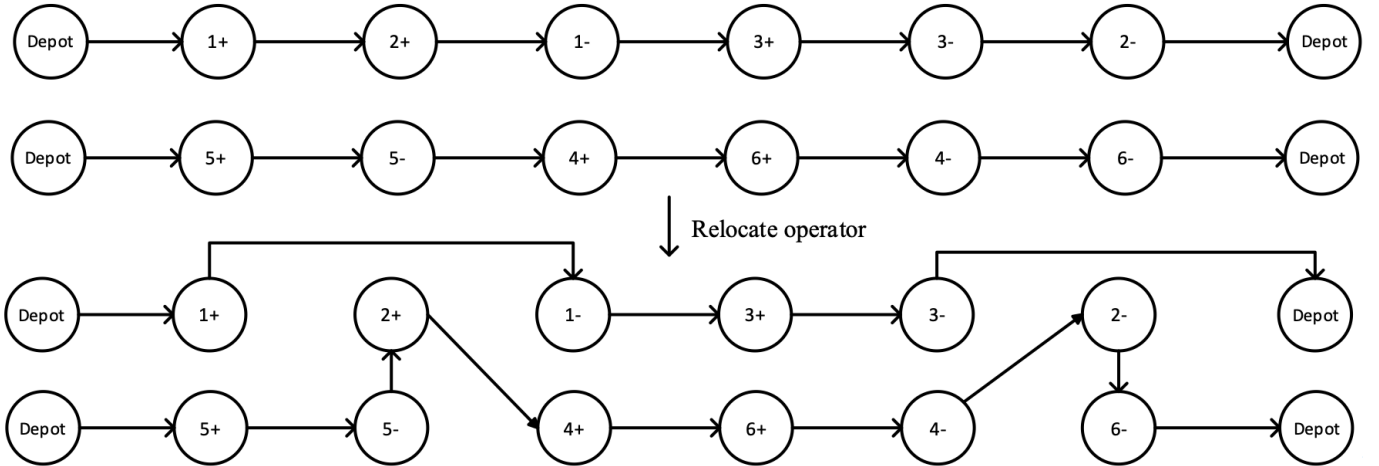 Depot 1+ 2+ 1- 3+ 3- 2- Depot
Depot 5+ 5- 4+ 6+ 4- 6- Depot
Relocate operator
Depot 1+ 2+ 1- 3+ 3- 2- Depot
Depot 5+ 5- 4+ 6+ 4- 6- Depot